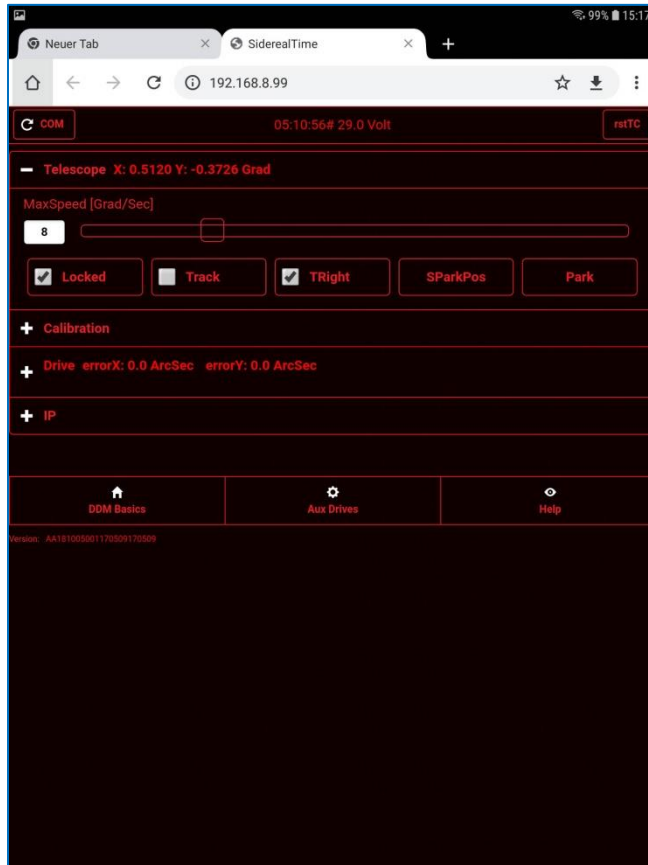 99% 15:17
Neuer Tab SiderealTime
192.168.8.99
COM 05:10:56# 29.0 Volt rstTC
Telescope X: 0.5120 Y: -0.3726 Grad
MaxSpeed [Grad/Sec]
8
Locked Track TRight SParkPos Park
Calibration
Drive errorX: 0.0 ArcSec errorY: 0.0 ArcSec
IP
DDM Basics Aux Drives Help
Version: AA181005001170509170509